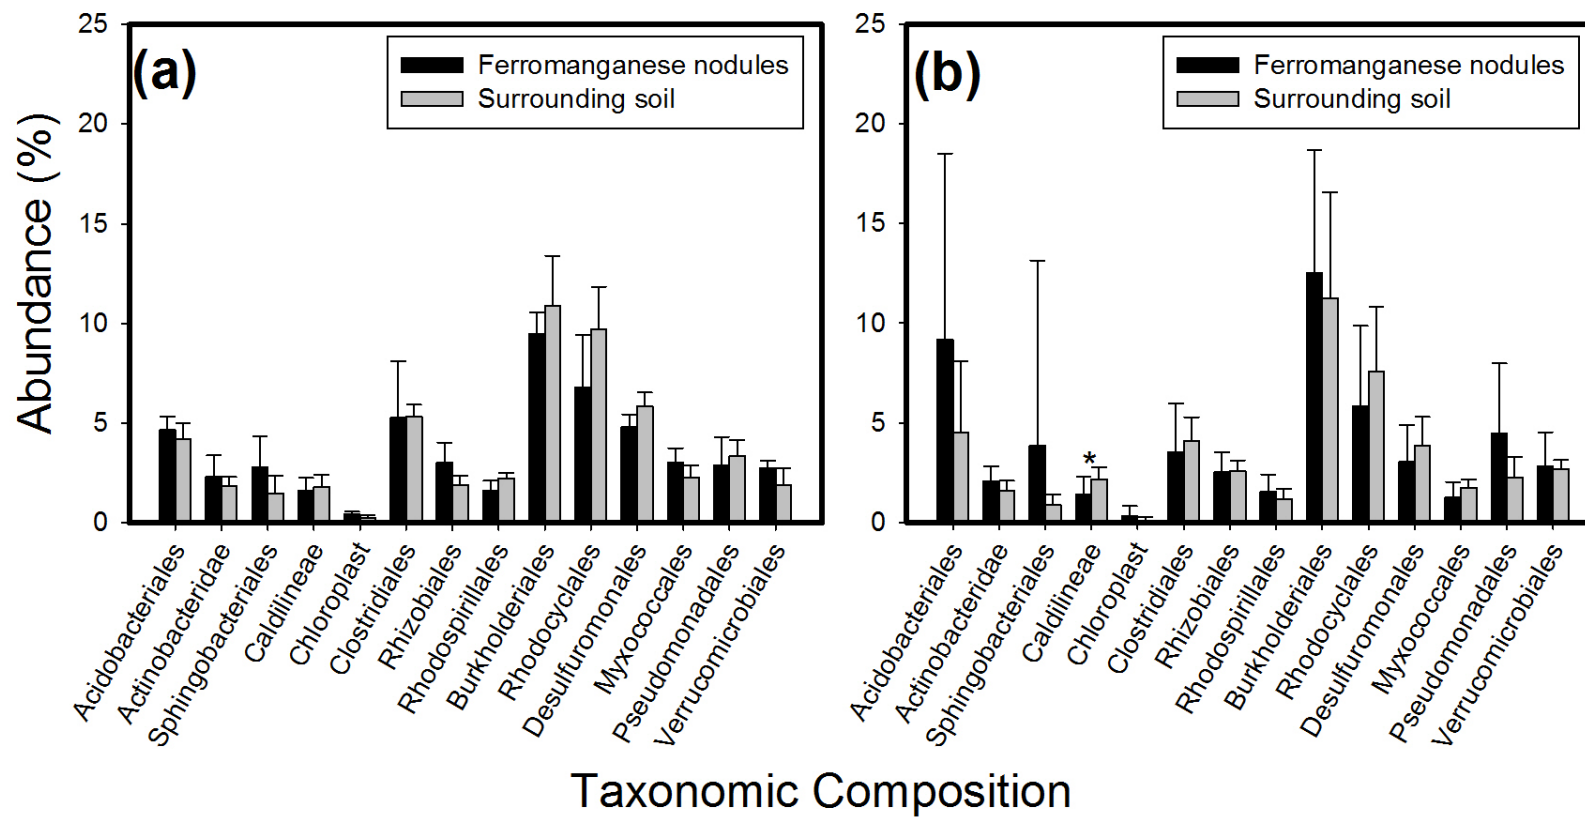 25
20
15
10
5
0
(a)
Ferromanganese nodules
Surrounding soil
Abundance (%)
Acidobacteriales
Actinobacteridae
Sphingobacteriales
Caldilineae
Chloroplast
Clostridiales
Rhizobiales
Rhodospirillales
Burkholderiales
Rhodocyclales
Desulfuromonales
Myxococcales
Pseudomonadales
Verrucomicrobiales
25
20
15
10
5
0
(b)
Ferromanganese nodules
Surrounding soil
*
Acidobacteriales
Actinobacteridae
Sphingobacteriales
Caldilineae
Chloroplast
Clostridiales
Rhizobiales
Rhodospirillales
Burkholderiales
Rhodocyclales
Desulfuromonales
Myxococcales
Pseudomonadales
Verrucomicrobiales
Taxonomic Composition